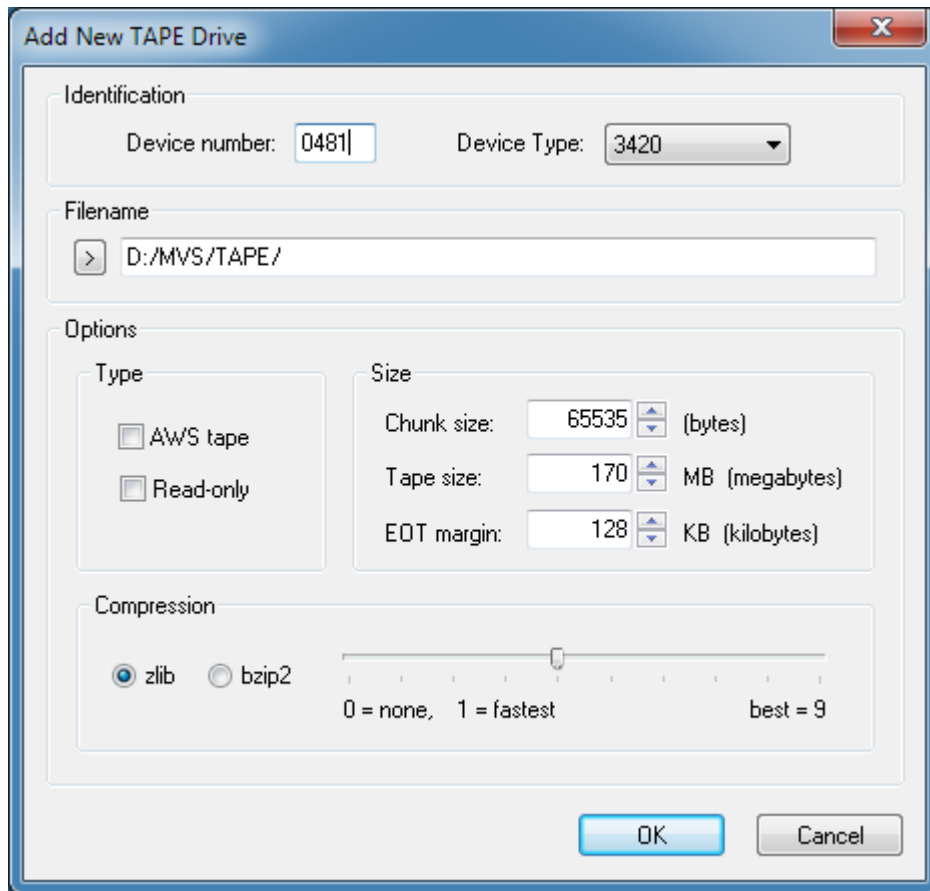 Add New TAPE Drive
Identification
Device number: 0481 Device Type: 3420
Filename
> D:/MVS/TAPE/
Options
Type Size
AWS tape Chunk size: 65535 (bytes)
Read-only Tape size: 170 MB (megabytes)
EOT margin: 128 KB (kilobytes)
Compression
zlib bzip2
0 = none, 1 = fastest best = 9
OK Cancel